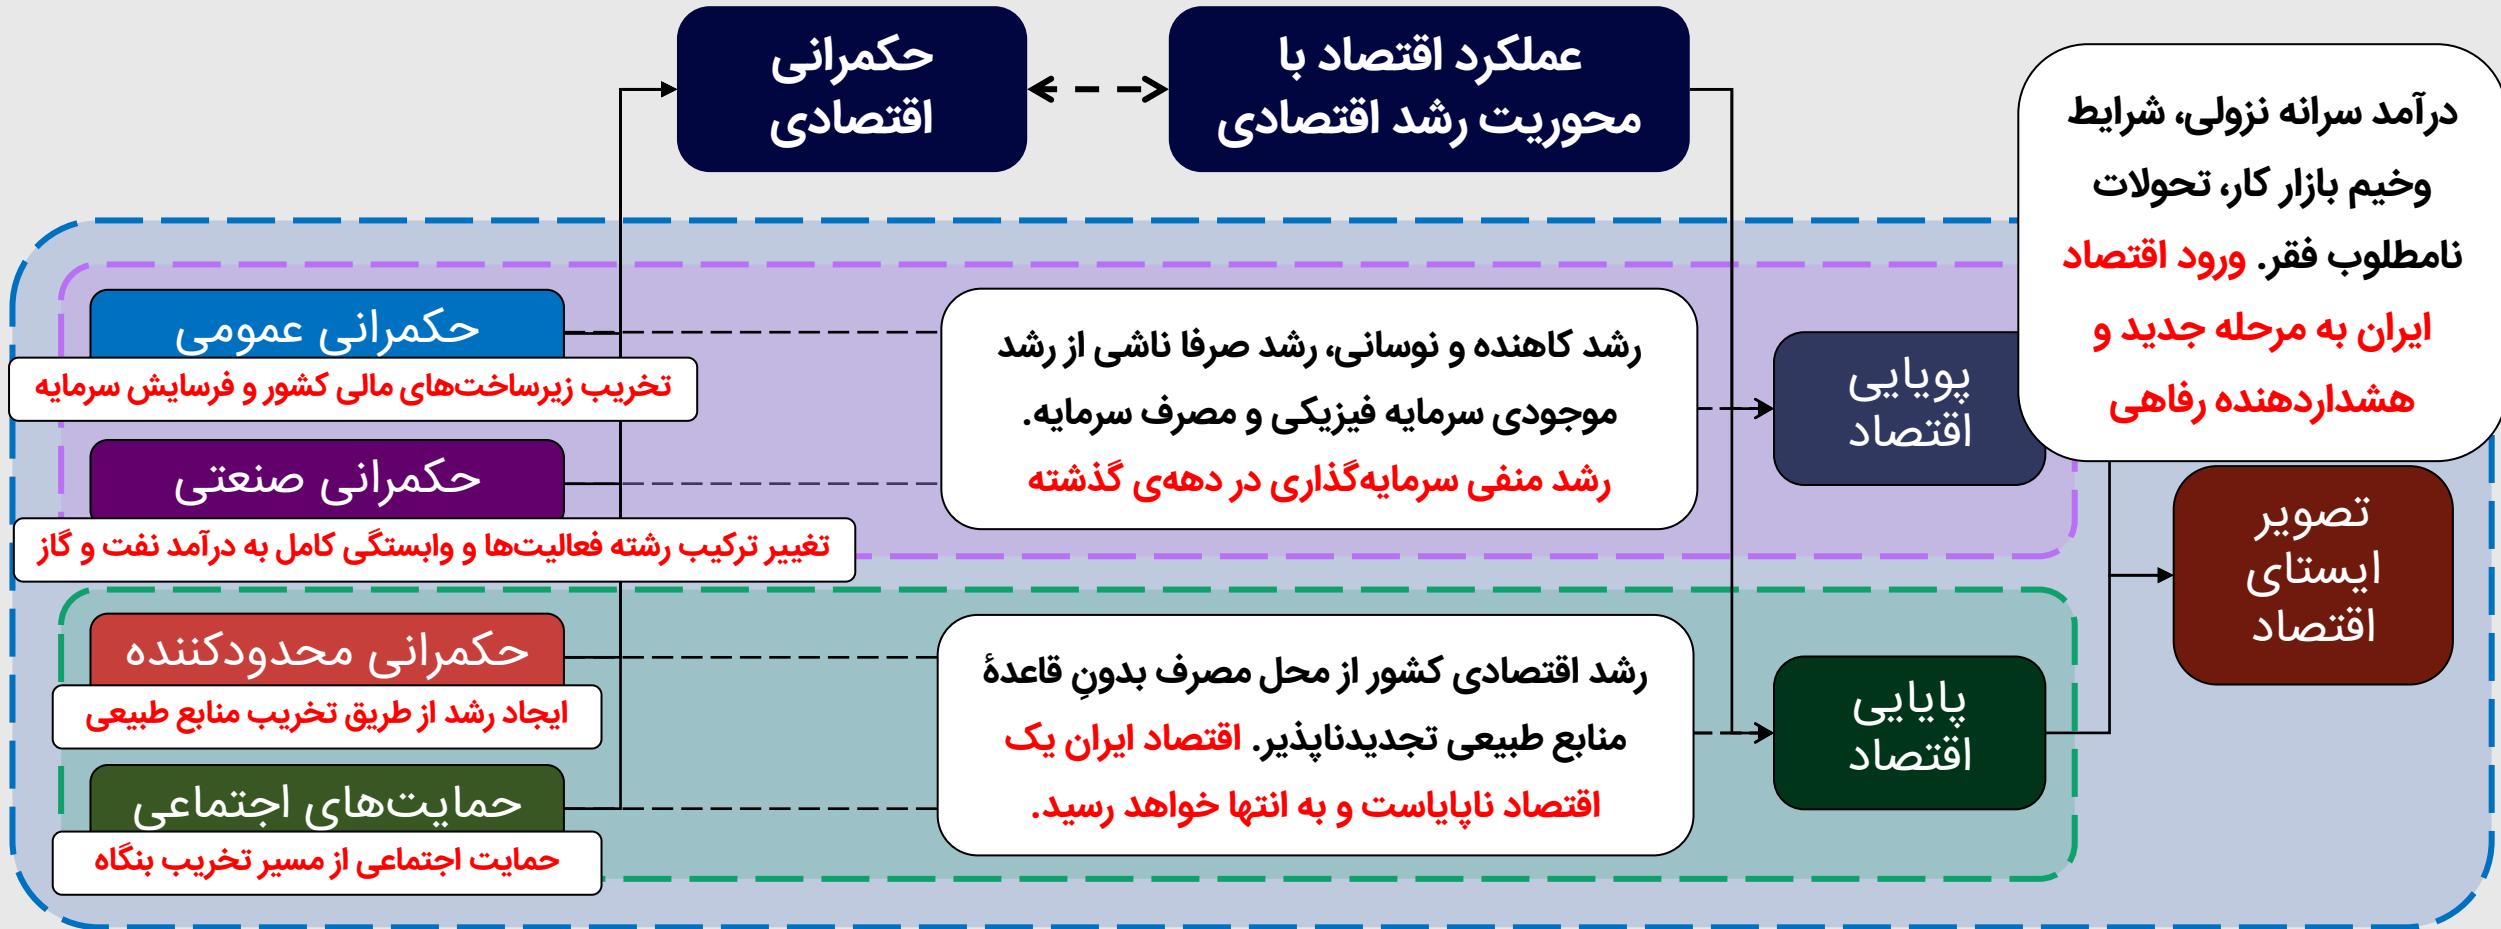 عملکرد اقتصاد با
محوریت رشد اقتصادی
حکمرانی
اقتصادی
درآمد سرانه نزولی، شرایط
وخیم بازار کار، تحولات
نامطلوب فقر. ورود اقتصاد
ایران به مرحله جدید و
هشداردهنده رفاهی
تصویر
ایستای
اقتصاد
پویایی
اقتصاد
رشد کاهنده و نوسانی، رشد صرفا ناشی از رشد
موجودی سرمایه فیزیکی و مصرف سرمایه.
رشد منفی سرمایه‌گذاری در دهه‌ی گذشته
حکمرانی عمومی
تخریب زیرساخت‌های مالی کشور و فرسایش سرمایه
حکمرانی صنعتی
تغییر ترکیب رشته فعالیت‌ها و وابستگی کامل به درآمد نفت و گاز
پایایی
اقتصاد
رشد اقتصادی کشور از محل مصرف بدونِ قاعدهٔ
منابع طبیعی تجدیدناپذیر. اقتصاد ایران یک
اقتصاد ناپایاست و به انتها خواهد رسید.
حکمرانی محدودکننده
ایجاد رشد از طریق تخریب منابع طبیعی
حمایت‌های اجتماعی
حمایت اجتماعی از مسیر تخریب بنگاه